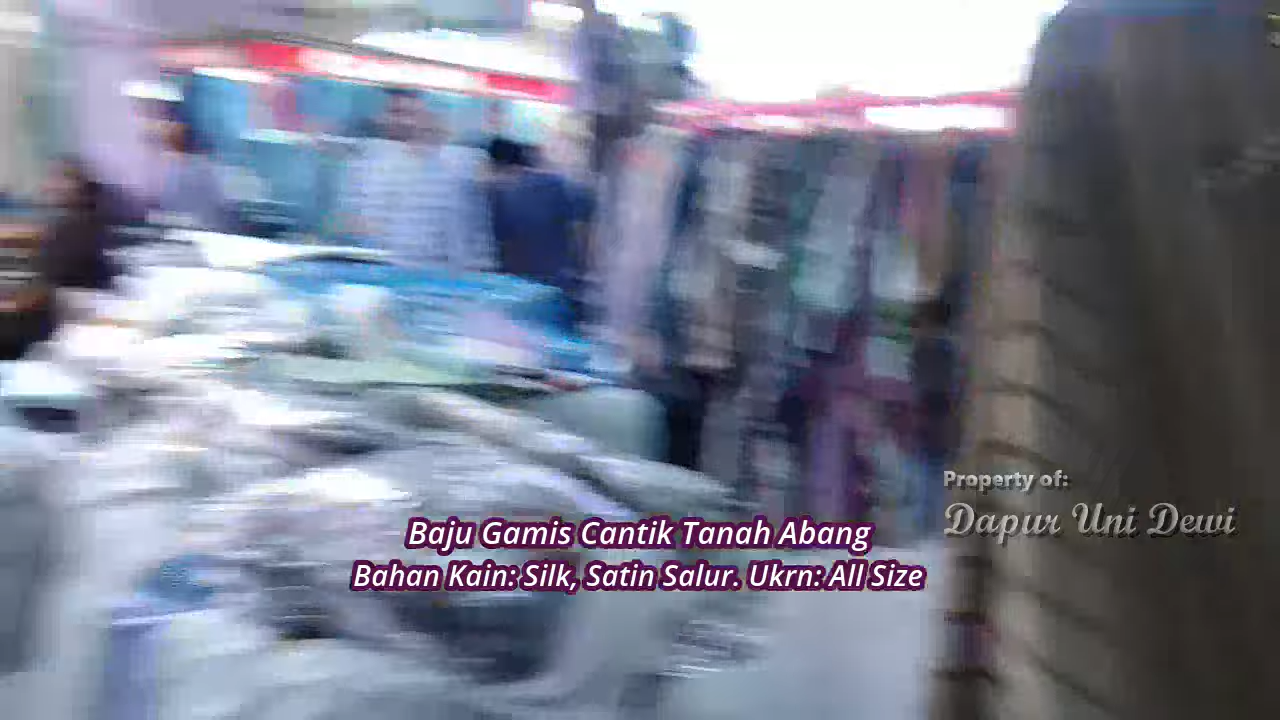 Property of:
Dapur Uni Dewi
Baju Gamis Cantik Tanah Abang
Bahan Kain: Silk, Satin Salur. Ukrn: All Size